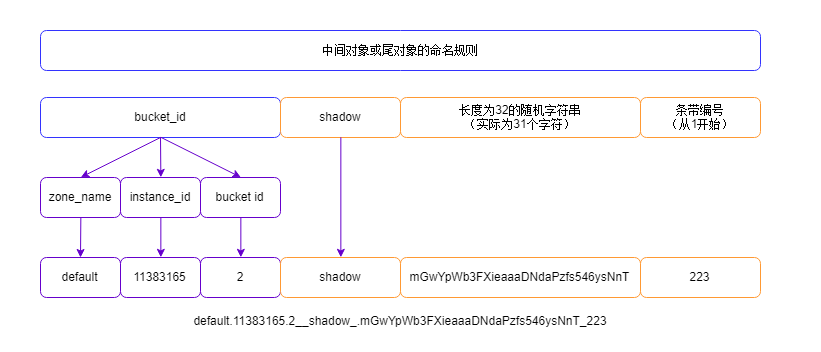 中间对象或尾对象的命名规则
bucket_id
shadow
长度为32的随机字符串
（实际为31个字符）
条带编号
（从1开始）
zone_name
instance_id
bucket id
default
11383165
2
shadow
mGwYpWb3FXieaaaDNdaPzfs546ysNnT
223
default.11383165.2__shadow_.mGwYpWb3FXieaaaDNdaPzfs546ysNnT_223